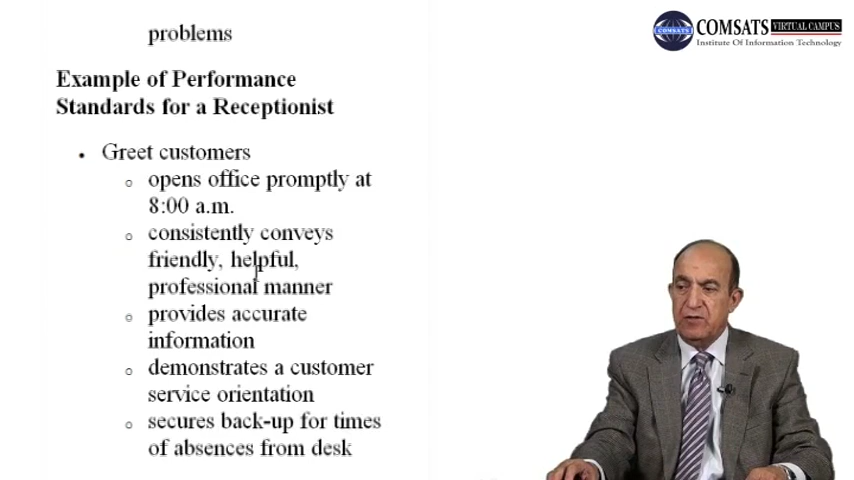 problems
COMSATS VIRTUAL CAMPUS
Institute Of Information Technology
COMSATS
Example of Performance
Standards for a Receptionist
• Greet customers
o opens office promptly at
8:00 a.m.
o consistently conveys
friendly, helpful,
professional manner
o provides accurate
information
o demonstrates a customer
service orientation
o secures back-up for times
of absences from desk